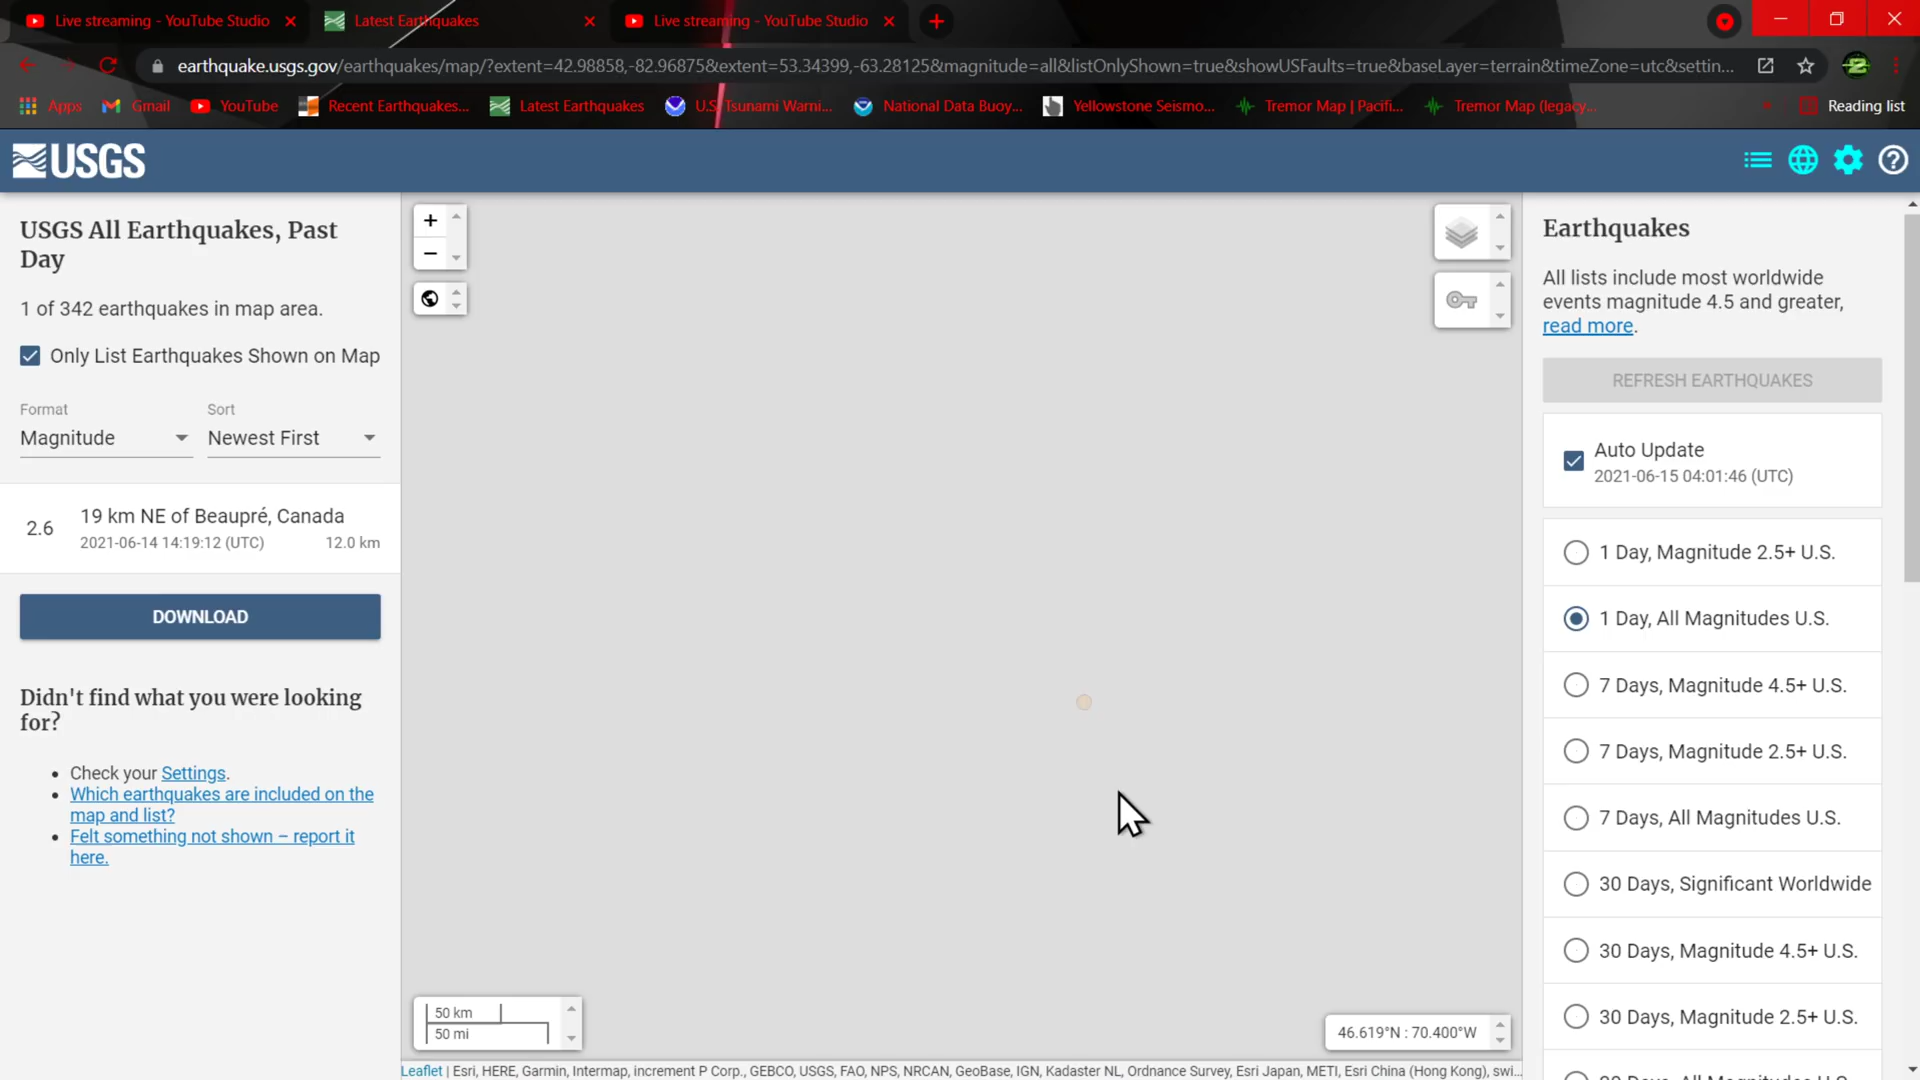 Live streaming - YouTube Studio
Latest Earthquakes
Live streaming - YouTube Studio
earthquake.usgs.gov/earthquakes/map/?extent=42.98858,-82.96875&extent=53.34399,-63.28125&magnitude=all&listOnlyShown=true&showUSFaults=true&baseLayer=terrain&timeZone=utc&settin...
Apps
Gmail
YouTube
Recent Earthquakes...
Latest Earthquakes
U.S. Tsunami Warni...
National Data Buoy...
Yellowstone Seismo...
Tremor Map | Pacifi...
Tremor Map (legacy...
Reading list
USGS
USGS All Earthquakes, Past
Day
1 of 342 earthquakes in map area.
Only List Earthquakes Shown on Map
Format
Sort
Magnitude
Newest First
2.6
19 km NE of Beaupré, Canada
2021-06-14 14:19:12 (UTC)
12.0 km
DOWNLOAD
Didn't find what you were looking
for?
Check your Settings.
Which earthquakes are included on the
map and list?
Felt something not shown – report it
here.
+
−
50 km
50 mi
46.619°N : 70.400°W
Leaflet | Esri, HERE, Garmin, Intermap, increment P Corp., GEBCO, USGS, FAO, NPS, NRCAN, GeoBase, IGN, Kadaster NL, Ordnance Survey, Esri Japan, METI, Esri China (Hong Kong), swi...
Earthquakes
All lists include most worldwide
events magnitude 4.5 and greater,
read more.
REFRESH EARTHQUAKES
Auto Update
2021-06-15 04:01:46 (UTC)
1 Day, Magnitude 2.5+ U.S.
1 Day, All Magnitudes U.S.
7 Days, Magnitude 4.5+ U.S.
7 Days, Magnitude 2.5+ U.S.
7 Days, All Magnitudes U.S.
30 Days, Significant Worldwide
30 Days, Magnitude 4.5+ U.S.
30 Days, Magnitude 2.5+ U.S.